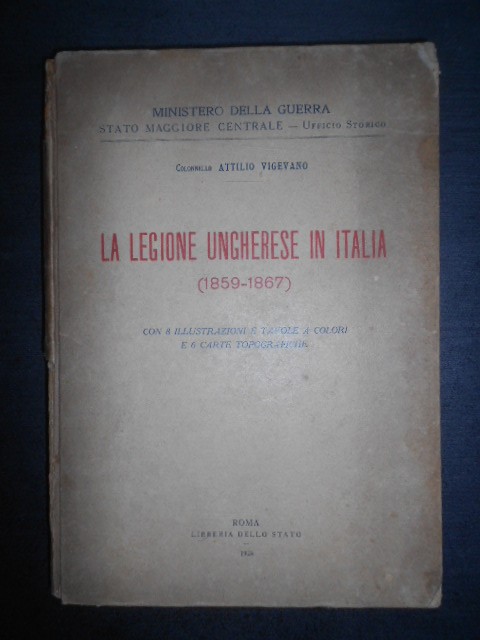 MINISTERO DELLA GUERRA
STATO MAGGIORE CENTRALE — UFFICIO STORICO
COLONNELLO ATTILIO VIGEVANO
LA LEGIONE UNGHERESE IN ITALIA
(1859-1867)
CON 8 ILLUSTRAZIONI TAVOLE A COLORI
E 6 CARTE TOPOGRAFICHE
ROMA
LIBRERIA DELLO STATO